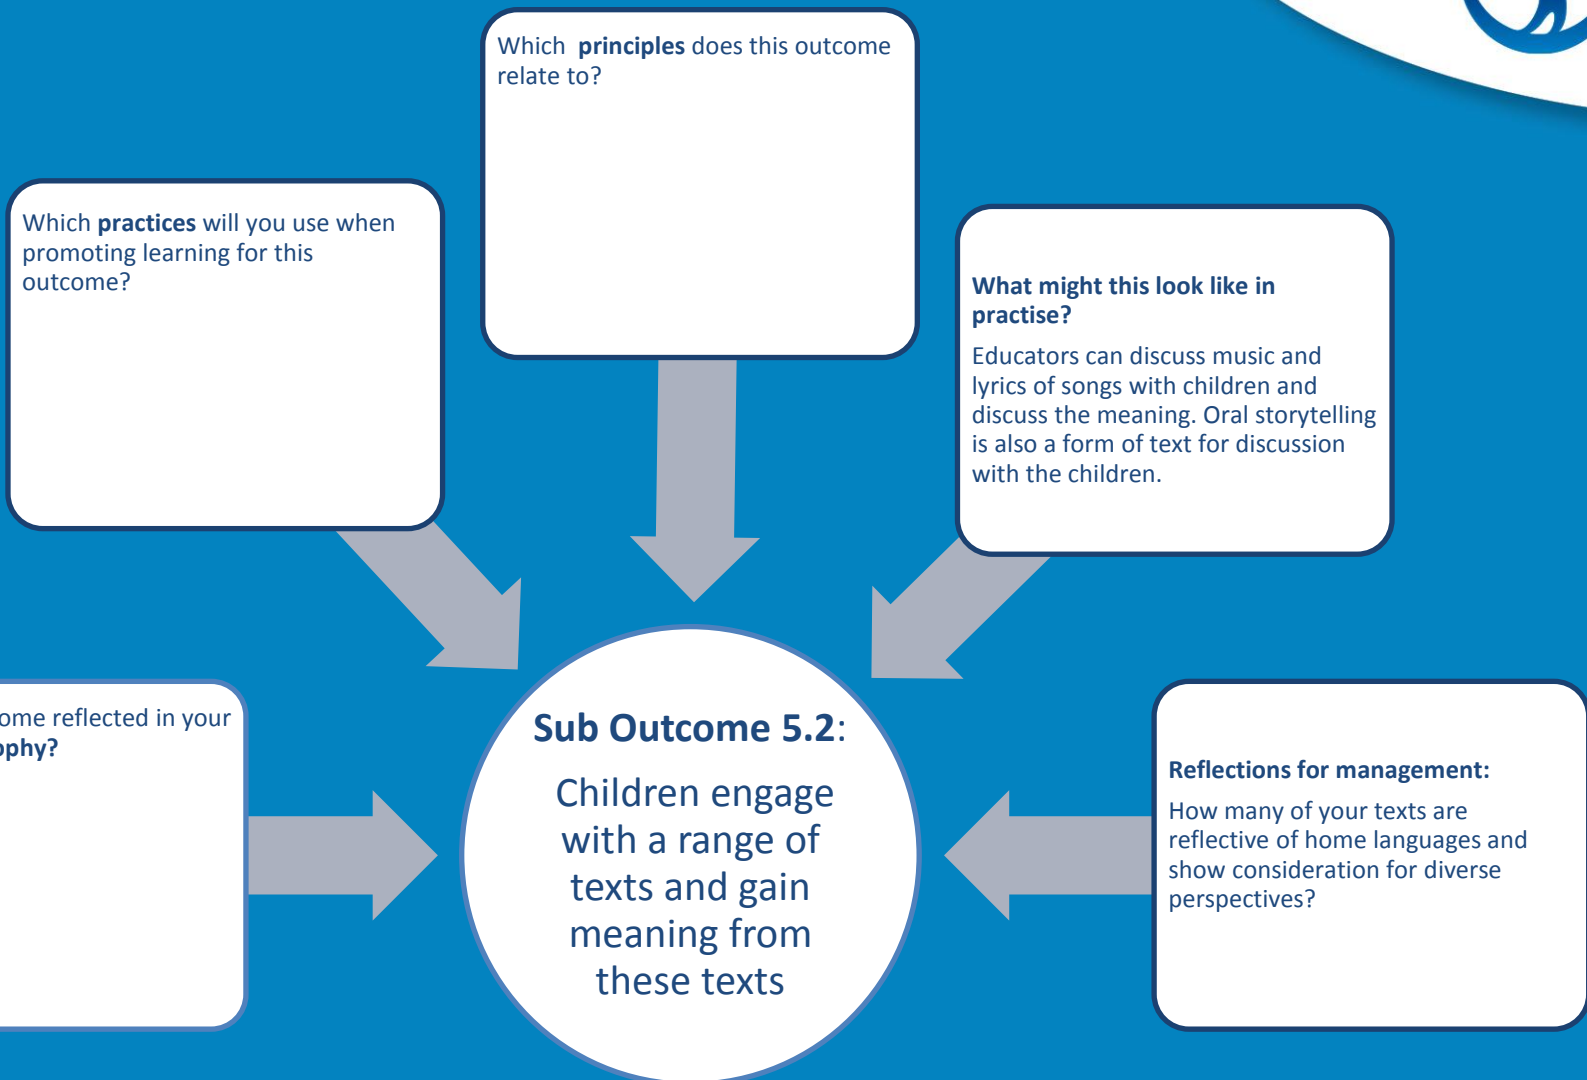 Which principles does this outcome
relate to?
Which practices will you use when
promoting learning for this
outcome?
What might this look like in
practise?
Educators can discuss music and
lyrics of songs with children and
discuss the meaning. Oral storytelling
is also a form of text for discussion
with the children.
reflected in your
Sub Outcome 5.2:
Children engage
with a range of
texts and gain
meaning from
these texts
Reflections for management:
How many of your texts are
reflective of home languages and
show consideration for diverse
perspectives?